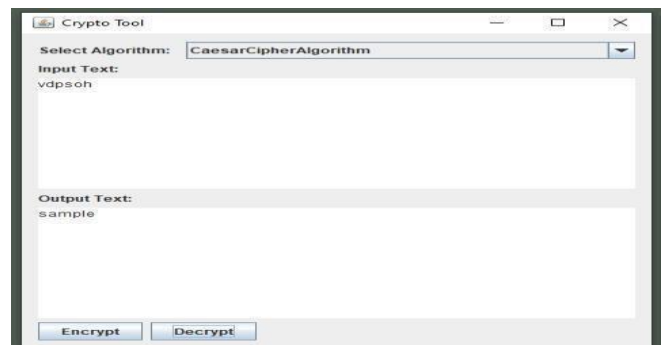 Crypto Tool
Select Algorithm: CaesarCipherAlgorithm
Input Text:
vdpsoh
Output Text:
sample
Encrypt Decrypt